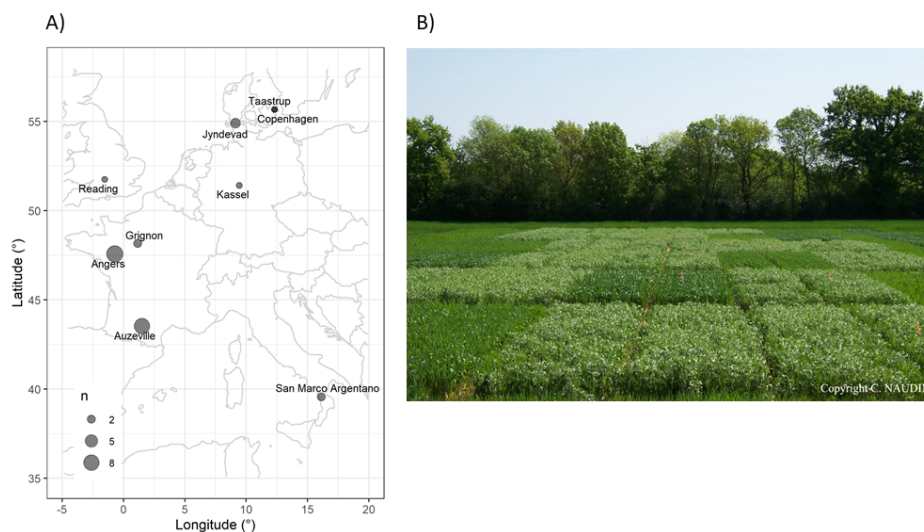 A)
B)
Latitude (°)
55
50
45
40
35
Taastrup
Copenhagen
Jyndevad
Reading
Kassel
Grignon
Angers
Auzeville
San Marco Argentano
n
2
5
8
-5
0
5
10
15
20
Longitude (°)
Copyright C. NAUDIN